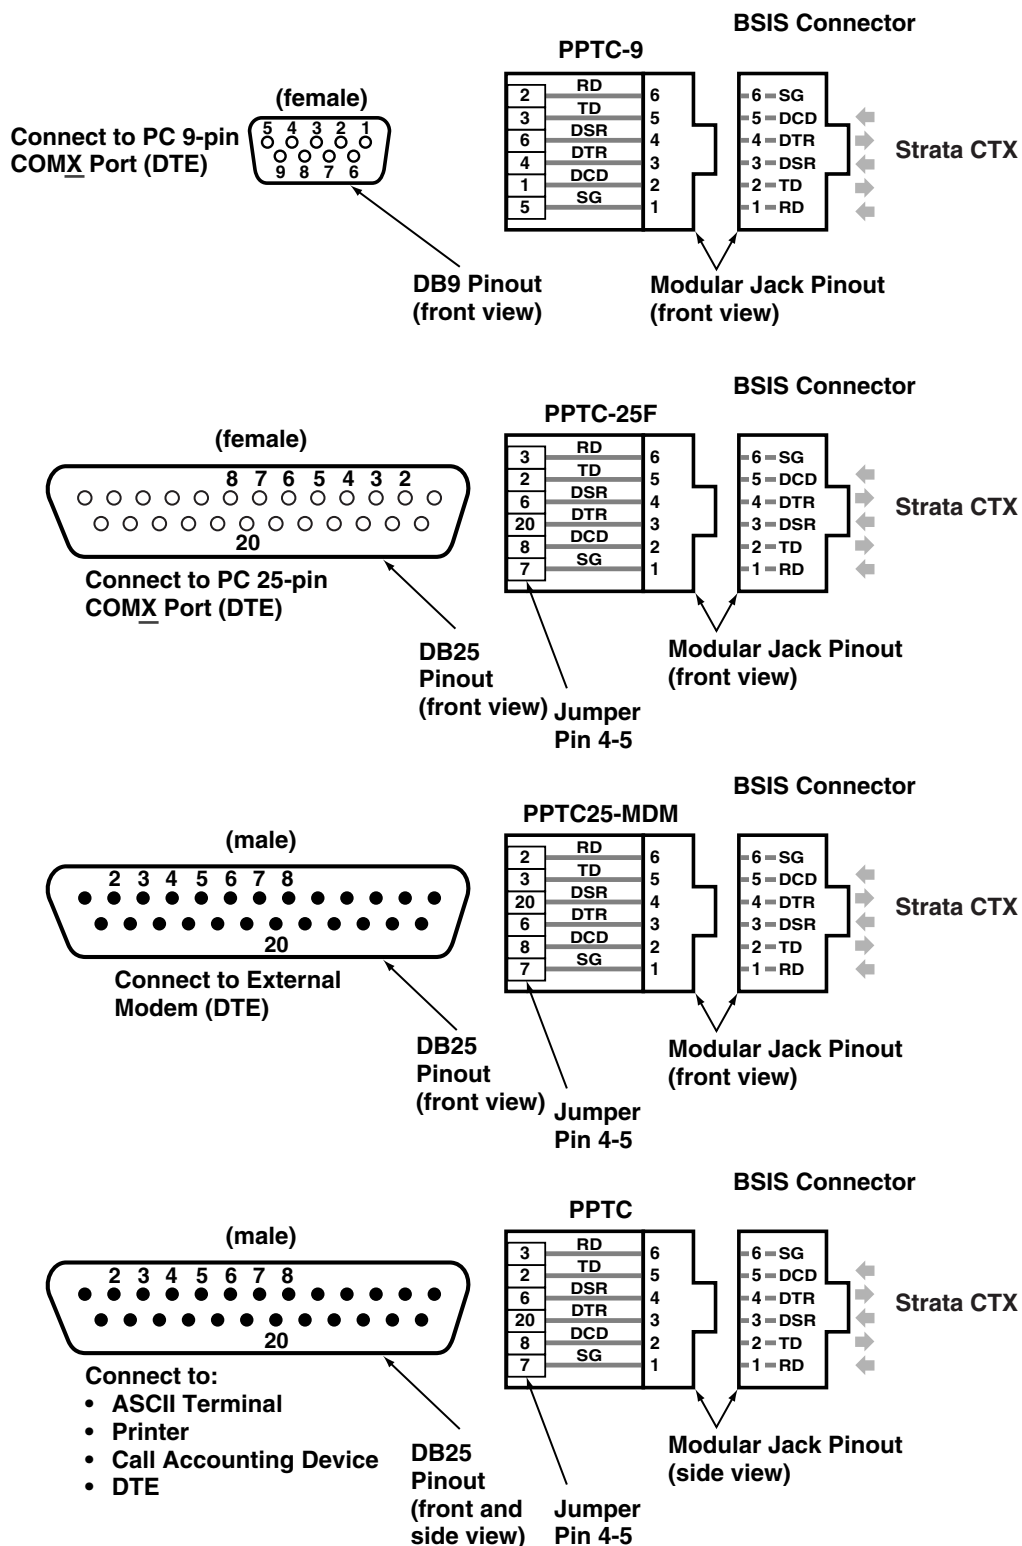 BSIS Connector
PPTC-9
(female)
5 4 3 2 1
9 8 7 6
Connect to PC 9-pin
COMX Port (DTE)
2 RD 6
3 TD 5
6 DSR 4
4 DTR 3
1 DCD 2
5 SG 1
6 SG
5 DCD
4 DTR
3 DSR
2 TD
1 RD
Strata CTX
DB9 Pinout
(front view)
Modular Jack Pinout
(front view)
BSIS Connector
PPTC-25F
(female)
8 7 6 5 4 3 2
20
Connect to PC 25-pin
COMX Port (DTE)
3 RD 6
2 TD 5
6 DSR 4
20 DTR 3
8 DCD 2
7 SG 1
6 SG
5 DCD
4 DTR
3 DSR
2 TD
1 RD
Strata CTX
DB25
Pinout
(front view)
Jumper
Pin 4-5
Modular Jack Pinout
(front view)
BSIS Connector
PPTC25-MDM
(male)
2 3 4 5 6 7 8
20
Connect to External
Modem (DTE)
2 RD 6
3 TD 5
20 DSR 4
6 DTR 3
8 DCD 2
7 SG 1
6 SG
5 DCD
4 DTR
3 DSR
2 TD
1 RD
Strata CTX
DB25
Pinout
(front view)
Jumper
Pin 4-5
Modular Jack Pinout
(front view)
BSIS Connector
PPTC
(male)
2 3 4 5 6 7 8
20
Connect to:
• ASCII Terminal
• Printer
• Call Accounting Device
• DTE
3 RD 6
2 TD 5
6 DSR 4
20 DTR 3
8 DCD 2
7 SG 1
6 SG
5 DCD
4 DTR
3 DSR
2 TD
1 RD
Strata CTX
DB25
Pinout
(front and
side view)
Jumper
Pin 4-5
Modular Jack Pinout
(side view)